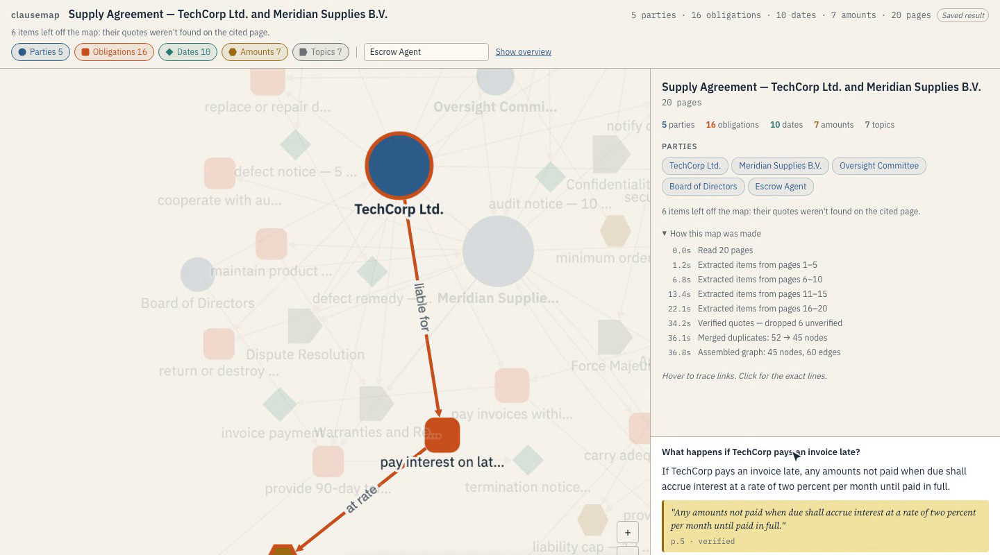 clausemap Supply Agreement — TechCorp Ltd. and Meridian Supplies B.V.
5 parties · 16 obligations · 10 dates · 7 amounts · 20 pages Saved result
6 items left off the map: their quotes weren't found on the cited page.
Parties 5 Obligations 16 Dates 10 Amounts 7 Topics 7 Escrow Agent Show overview
replace or repair d...
Oversight Commi...
notify
defect notice — 5 ...
cooperate with au...
Confidentialit
audit notice — 10 ...
TechCorp Ltd.
liable for
maintain product ...
minimum order
Board of Directors
defect remedy —...
Meridian Supplie...
Dispute Resolution
return or destroy ...
Force Majeu
pay invoices withi...
invoice payment
Warranties and Re...
pay interest on lat...
carry adeq
provide 90-day
termination notice...
at rate
prov
liability cap —
+
Supply Agreement — TechCorp Ltd. and Meridian Supplies B.V.
20 pages
5 parties 16 obligations 10 dates 7 amounts 7 topics
PARTIES
TechCorp Ltd. Meridian Supplies B.V. Oversight Committee
Board of Directors Escrow Agent
6 items left off the map: their quotes weren't found on the cited page.
▼ How this map was made
0.0s Read 20 pages
1.2s Extracted items from pages 1–5
6.8s Extracted items from pages 6–10
13.4s Extracted items from pages 11–15
22.1s Extracted items from pages 16–20
34.2s Verified quotes — dropped 6 unverified
36.1s Merged duplicates: 52 → 45 nodes
36.8s Assembled graph: 45 nodes, 60 edges
Hover to trace links. Click for the exact lines.
What happens if TechCorp pays an invoice late?
If TechCorp pays an invoice late, any amounts not paid when due shall
accrue interest at a rate of two percent per month until paid in full.
"Any amounts not paid when due shall accrue interest at a rate of two percent
per month until paid in full."
p.5 · verified